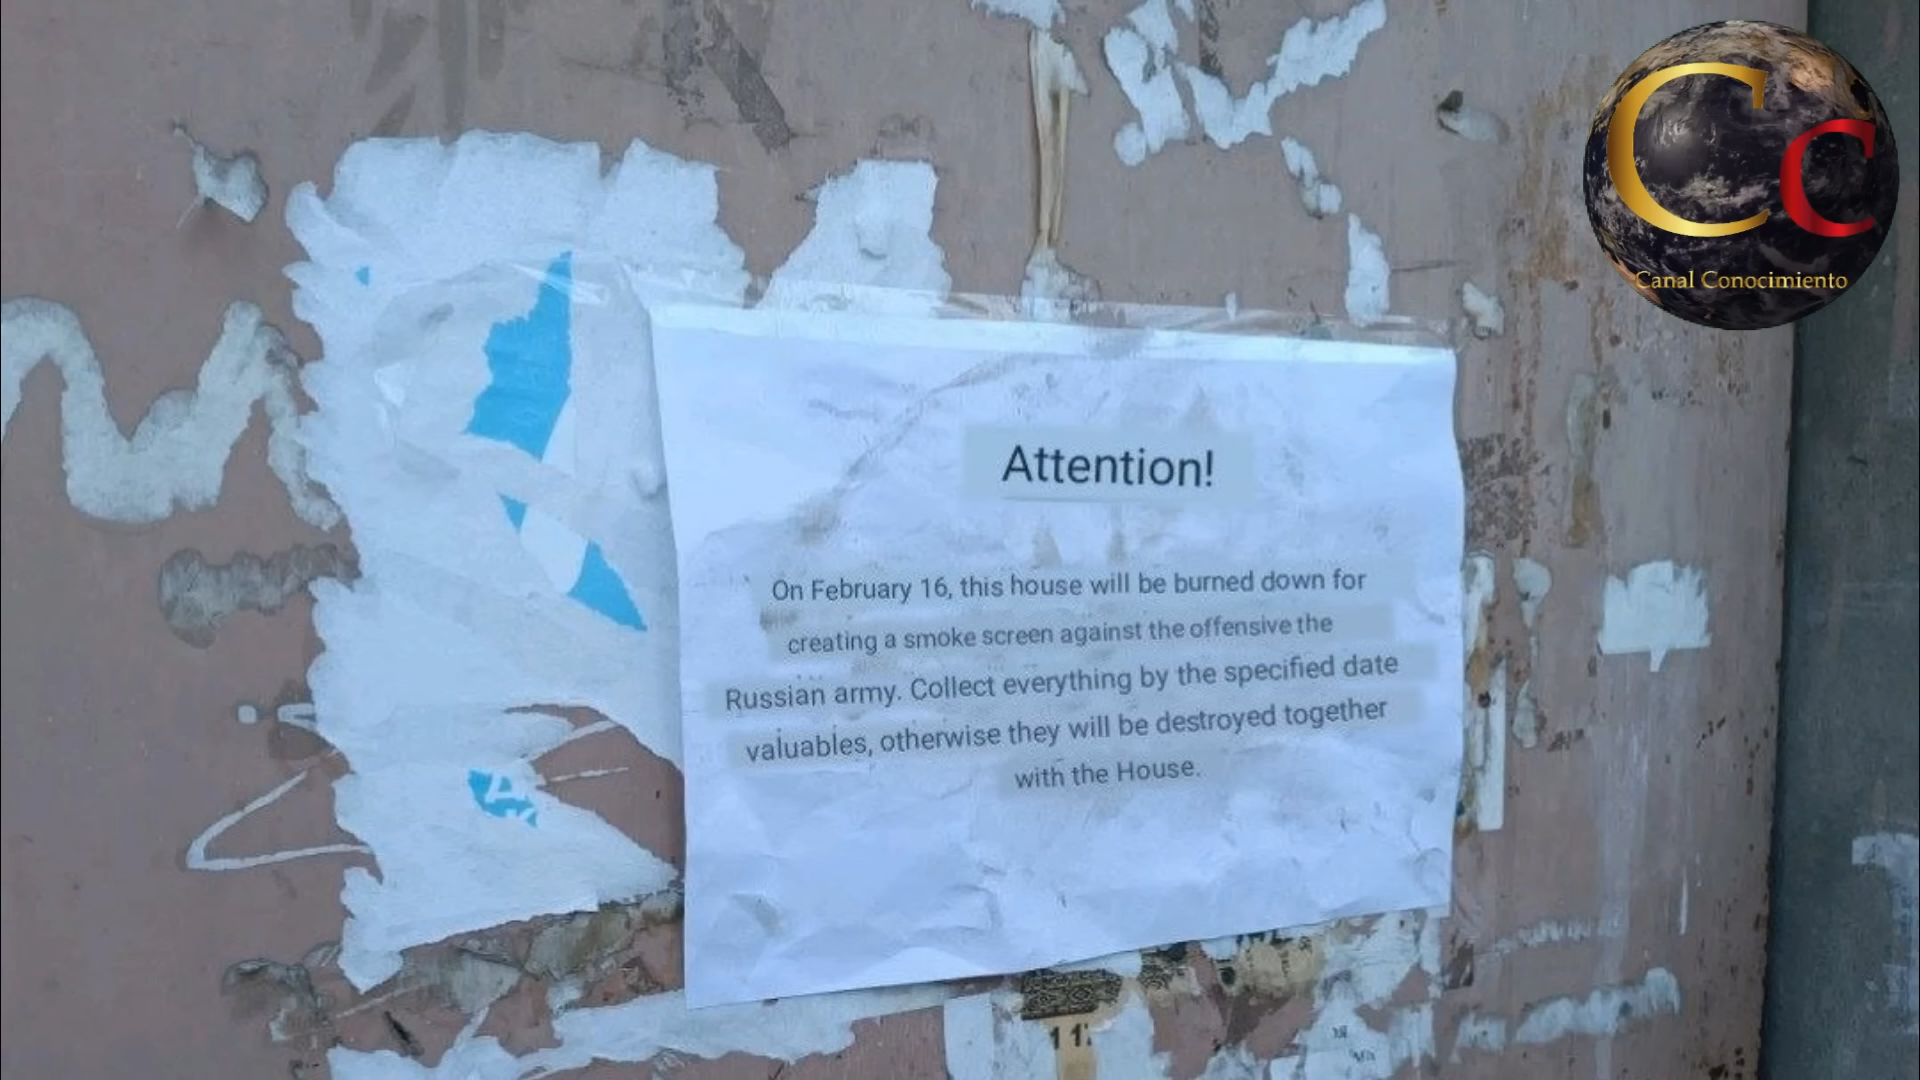 Cc
Canal Conocimiento
Attention!
On February 16, this house will be burned down for
creating a smoke screen against the offensive the
Russian army. Collect everything by the specified date
valuables, otherwise they will be destroyed together
with the House.